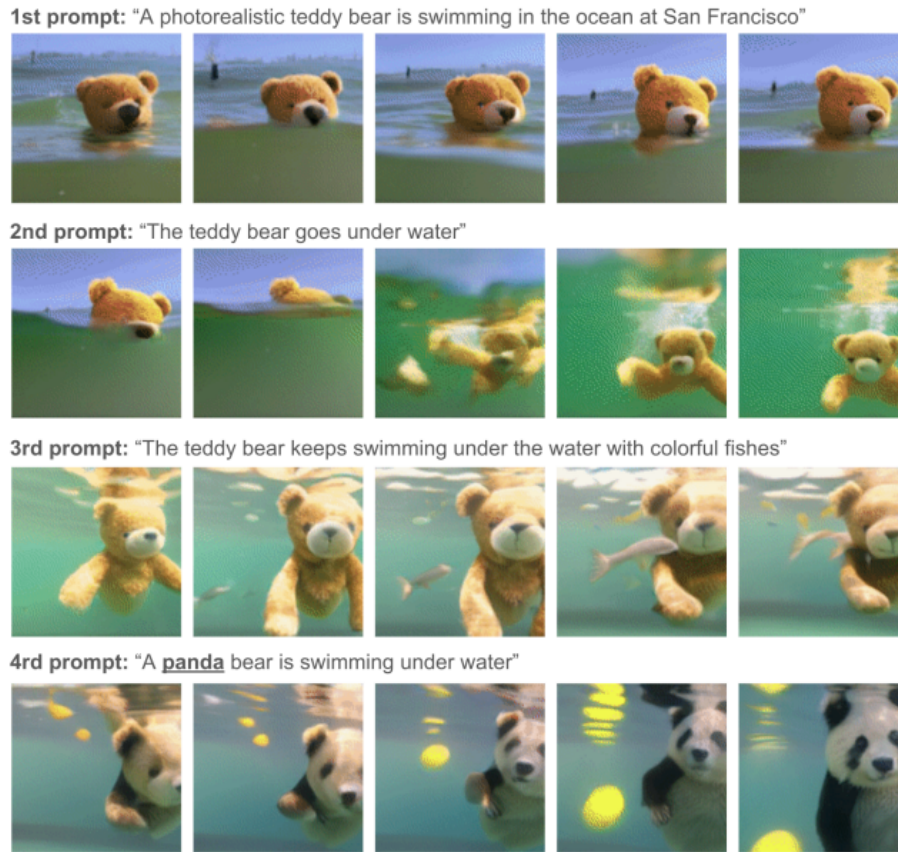 1st prompt: “A photorealistic teddy bear is swimming in the ocean at San Francisco”
2nd prompt: “The teddy bear goes under water”
3rd prompt: “The teddy bear keeps swimming under the water with colorful fishes”
4rd prompt: “A panda bear is swimming under water”